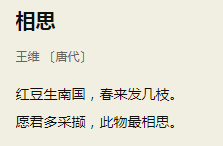 相思
王维 〔唐代〕
红豆生南国，春来发几枝。
愿君多采撷，此物最相思。